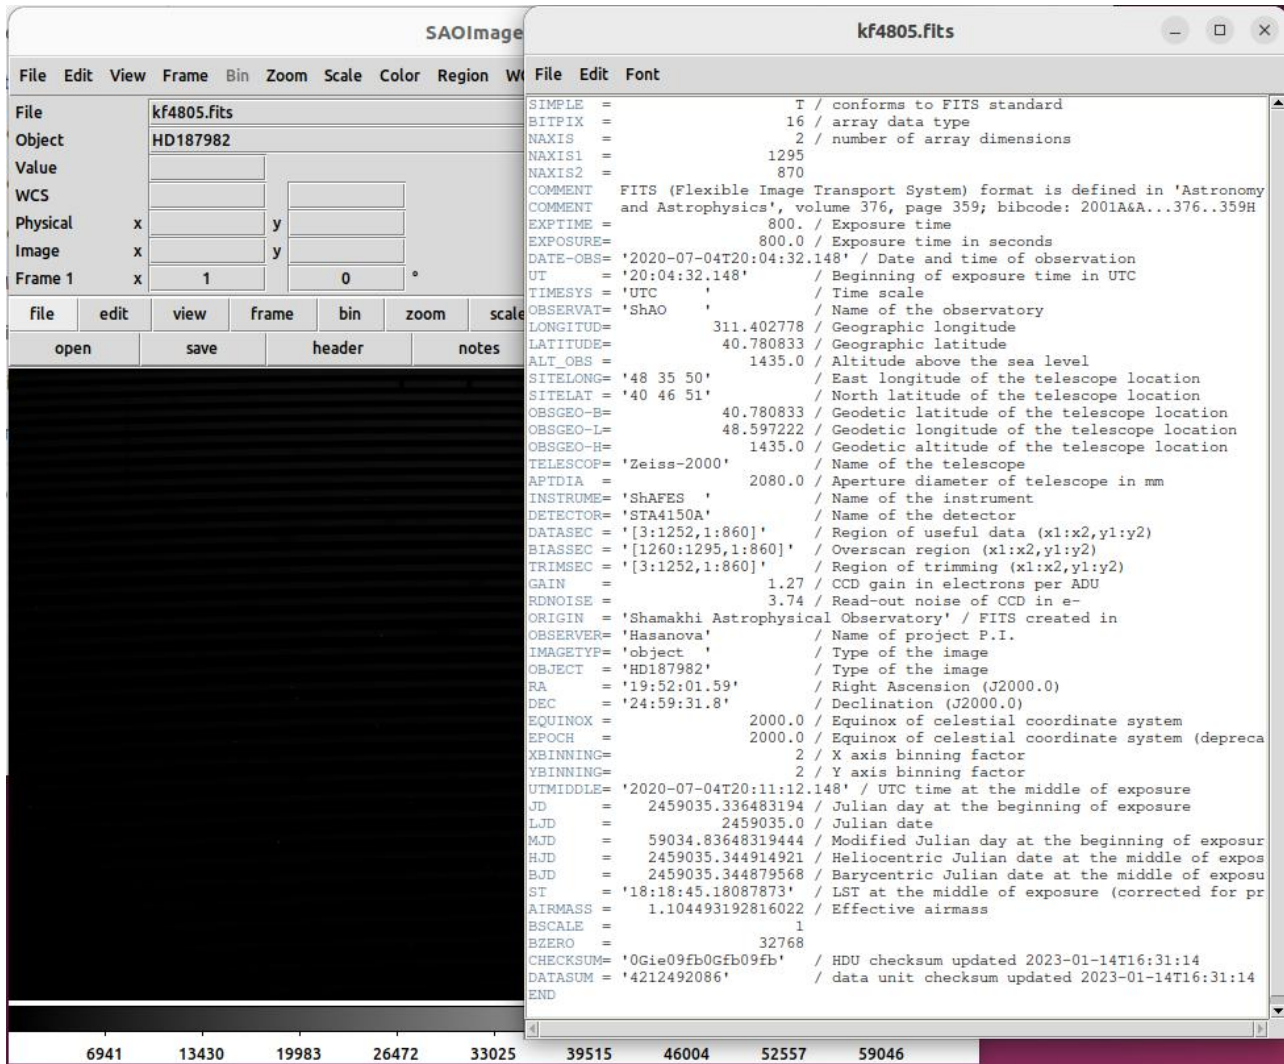 SAOImage
File Edit View Frame Bin Zoom Scale Color Region
File kf4805.fits
Object HD187982
Value
WCS
Physical x y
Image x y
Frame 1 x 1 0 °
file edit view frame bin zoom scale
open save header notes
6941 13430 19983 26472 33025 39515 46004 52557 59046
kf4805.fits
File Edit Font
SIMPLE = T / conforms to FITS standard
BITPIX = 16 / array data type
NAXIS = 2 / number of array dimensions
NAXIS1 = 1295
NAXIS2 = 870
COMMENT FITS (Flexible Image Transport System) format is defined in 'Astronomy
COMMENT and Astrophysics', volume 376, page 359; bibcode: 2001A&A...376..359H
EXPTIME = 800. / Exposure time
EXPOSURE= 800.0 / Exposure time in seconds
DATE-OBS= '2020-07-04T20:04:32.148' / Date and time of observation
UT = '20:04:32.148' / Beginning of exposure time in UTC
TIMESYS = 'UTC ' / Time scale
OBSERVAT= 'ShAO ' / Name of the observatory
LONGITUD= 311.402778 / Geographic longitude
LATITUDE= 40.780833 / Geographic latitude
ALT_OBS = 1435.0 / Altitude above the sea level
SITELONG= '48 35 50' / East longitude of the telescope location
SITELAT = '40 46 51' / North latitude of the telescope location
OBSGEO-B= 40.780833 / Geodetic latitude of the telescope location
OBSGEO-L= 48.597222 / Geodetic longitude of the telescope location
OBSGEO-H= 1435.0 / Geodetic altitude of the telescope location
TELESCOP= 'Zeiss-2000' / Name of the telescope
APTDIA = 2080.0 / Aperture diameter of telescope in mm
INSTRUME= 'ShAFES ' / Name of the instrument
DETECTOR= 'STA4150A' / Name of the detector
DATASEC = '[3:1252,1:860]' / Region of useful data (x1:x2,y1:y2)
BIASSEC = '[1260:1295,1:860]' / Overscan region (x1:x2,y1:y2)
TRIMSEC = '[3:1252,1:860]' / Region of trimming (x1:x2,y1:y2)
GAIN = 1.27 / CCD gain in electrons per ADU
RDNOISE = 3.74 / Read-out noise of CCD in e-
ORIGIN = 'Shamakhi Astrophysical Observatory' / FITS created in
OBSERVER= 'Hasanova' / Name of project P.I.
IMAGETYP= 'object ' / Type of the image
OBJECT = 'HD187982' / Type of the image
RA = '19:52:01.59' / Right Ascension (J2000.0)
DEC = '24:59:31.8' / Declination (J2000.0)
EQUINOX = 2000.0 / Equinox of celestial coordinate system
EPOCH = 2000.0 / Equinox of celestial coordinate system (depreca
XBINNING= 2 / X axis binning factor
YBINNING= 2 / Y axis binning factor
UTMIDDLE= '2020-07-04T20:11:12.148' / UTC time at the middle of exposure
JD = 2459035.336483194 / Julian day at the beginning of exposure
LJD = 2459035.0 / Julian date
MJD = 59034.83648319444 / Modified Julian day at the beginning of exposur
HJD = 2459035.344914921 / Heliocentric Julian date at the middle of expos
BJD = 2459035.344879568 / Barycentric Julian date at the middle of exposu
ST = '18:18:45.18087873' / LST at the middle of exposure (corrected for pr
AIRMASS = 1.104493192816022 / Effective airmass
BSCALE = 1
BZERO = 32768
CHECKSUM= '0Gie09fb0Gfb09fb' / HDU checksum updated 2023-01-14T16:31:14
DATASUM = '4212492086' / data unit checksum updated 2023-01-14T16:31:14
END